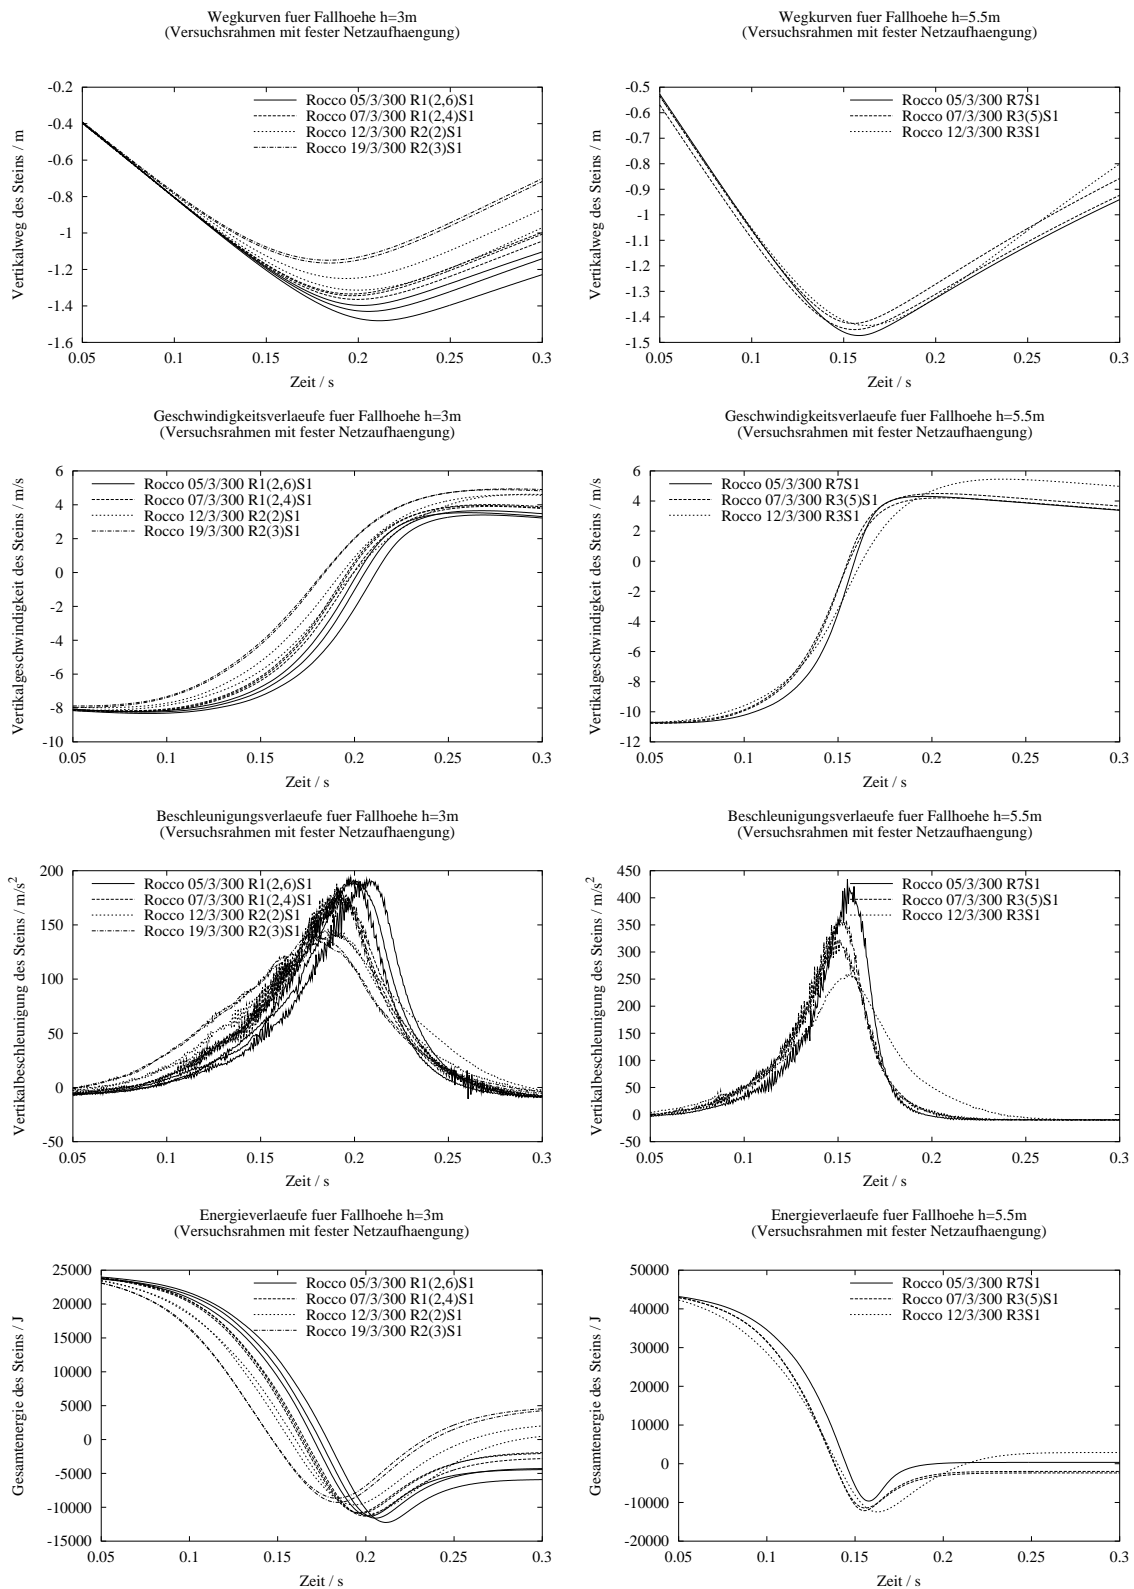 Wegkurven fuer Fallhoehe h=3m
(Versuchsrahmen mit fester Netzaufhaengung)
Vertikalweg des Steins / m
-0.2
-0.4
-0.6
-0.8
-1
-1.2
-1.4
-1.6
Rocco 05/3/300 R1(2,6)S1
Rocco 07/3/300 R1(2,4)S1
Rocco 12/3/300 R2(2)S1
Rocco 19/3/300 R2(3)S1
0.05 0.1 0.15 0.2 0.25 0.3
Zeit / s
Wegkurven fuer Fallhoehe h=5.5m
(Versuchsrahmen mit fester Netzaufhaengung)
Vertikalweg des Steins / m
-0.5
-0.6
-0.7
-0.8
-0.9
-1
-1.1
-1.2
-1.3
-1.4
-1.5
Rocco 05/3/300 R7S1
Rocco 07/3/300 R3(5)S1
Rocco 12/3/300 R3S1
0.05 0.1 0.15 0.2 0.25 0.3
Zeit / s
Geschwindigkeitsverlaeufe fuer Fallhoehe h=3m
(Versuchsrahmen mit fester Netzaufhaengung)
Vertikalgeschwindigkeit des Steins / m/s
6
4
2
0
-2
-4
-6
-8
-10
Rocco 05/3/300 R1(2,6)S1
Rocco 07/3/300 R1(2,4)S1
Rocco 12/3/300 R2(2)S1
Rocco 19/3/300 R2(3)S1
0.05 0.1 0.15 0.2 0.25 0.3
Zeit / s
Geschwindigkeitsverlaeufe fuer Fallhoehe h=5.5m
(Versuchsrahmen mit fester Netzaufhaengung)
Vertikalgeschwindigkeit des Steins / m/s
6
4
2
0
-2
-4
-6
-8
-10
-12
Rocco 05/3/300 R7S1
Rocco 07/3/300 R3(5)S1
Rocco 12/3/300 R3S1
0.05 0.1 0.15 0.2 0.25 0.3
Zeit / s
Beschleunigungsverlaeufe fuer Fallhoehe h=3m
(Versuchsrahmen mit fester Netzaufhaengung)
Vertikalbeschleunigung des Steins / m/s²
200
150
100
50
0
-50
Rocco 05/3/300 R1(2,6)S1
Rocco 07/3/300 R1(2,4)S1
Rocco 12/3/300 R2(2)S1
Rocco 19/3/300 R2(3)S1
0.05 0.1 0.15 0.2 0.25 0.3
Zeit / s
Beschleunigungsverlaeufe fuer Fallhoehe h=5.5m
(Versuchsrahmen mit fester Netzaufhaengung)
Vertikalbeschleunigung des Steins / m/s²
450
400
350
300
250
200
150
100
50
0
-50
Rocco 05/3/300 R7S1
Rocco 07/3/300 R3(5)S1
Rocco 12/3/300 R3S1
0.05 0.1 0.15 0.2 0.25 0.3
Zeit / s
Energieverlaeufe fuer Fallhoehe h=3m
(Versuchsrahmen mit fester Netzaufhaengung)
Gesamtenergie des Steins / J
25000
20000
15000
10000
5000
0
-5000
-10000
-15000
Rocco 05/3/300 R1(2,6)S1
Rocco 07/3/300 R1(2,4)S1
Rocco 12/3/300 R2(2)S1
Rocco 19/3/300 R2(3)S1
0.05 0.1 0.15 0.2 0.25 0.3
Zeit / s
Energieverlaeufe fuer Fallhoehe h=5.5m
(Versuchsrahmen mit fester Netzaufhaengung)
Gesamtenergie des Steins / J
50000
40000
30000
20000
10000
0
-10000
-20000
Rocco 05/3/300 R7S1
Rocco 07/3/300 R3(5)S1
Rocco 12/3/300 R3S1
0.05 0.1 0.15 0.2 0.25 0.3
Zeit / s